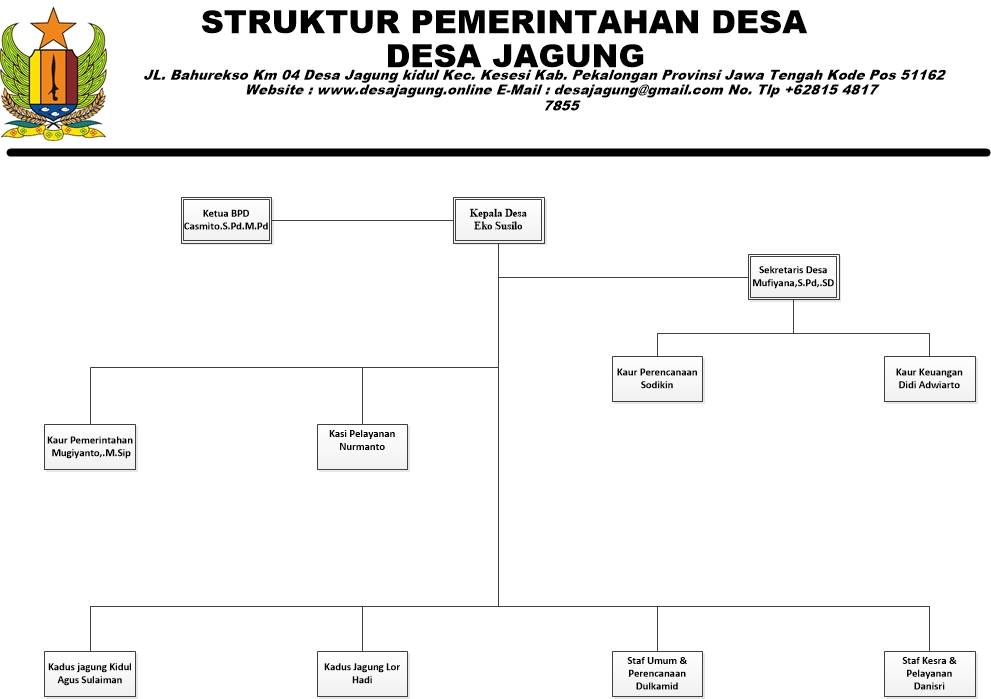 STRUKTUR PEMERINTAHAN DESA
DESA JAGUNG
JL. Bahurekso Km 04 Desa Jagung kidul Kec. Kesesi Kab. Pekalongan Provinsi Jawa Tengah Kode Pos 51162
Website : www.desajagung.online E-Mail : desajagung@gmail.com No. Tlp +62815 4817
7855
Ketua BPD
Casmito.S.Pd.M.Pd
Kepala Desa
Eko Susilo
Sekretaris Desa
Mufiyana,S.Pd,.SD
Kaur Perencanaan
Sodikin
Kaur Keuangan
Didi Adwiarto
Kaur Pemerintahan
Mugiyanto,.M.Sip
Kasi Pelayanan
Nurmanto
Kadus jagung Kidul
Agus Sulaiman
Kadus Jagung Lor
Hadi
Staf Umum &
Perencanaan
Dulkamid
Staf Kesra &
Pelayanan
Danisri